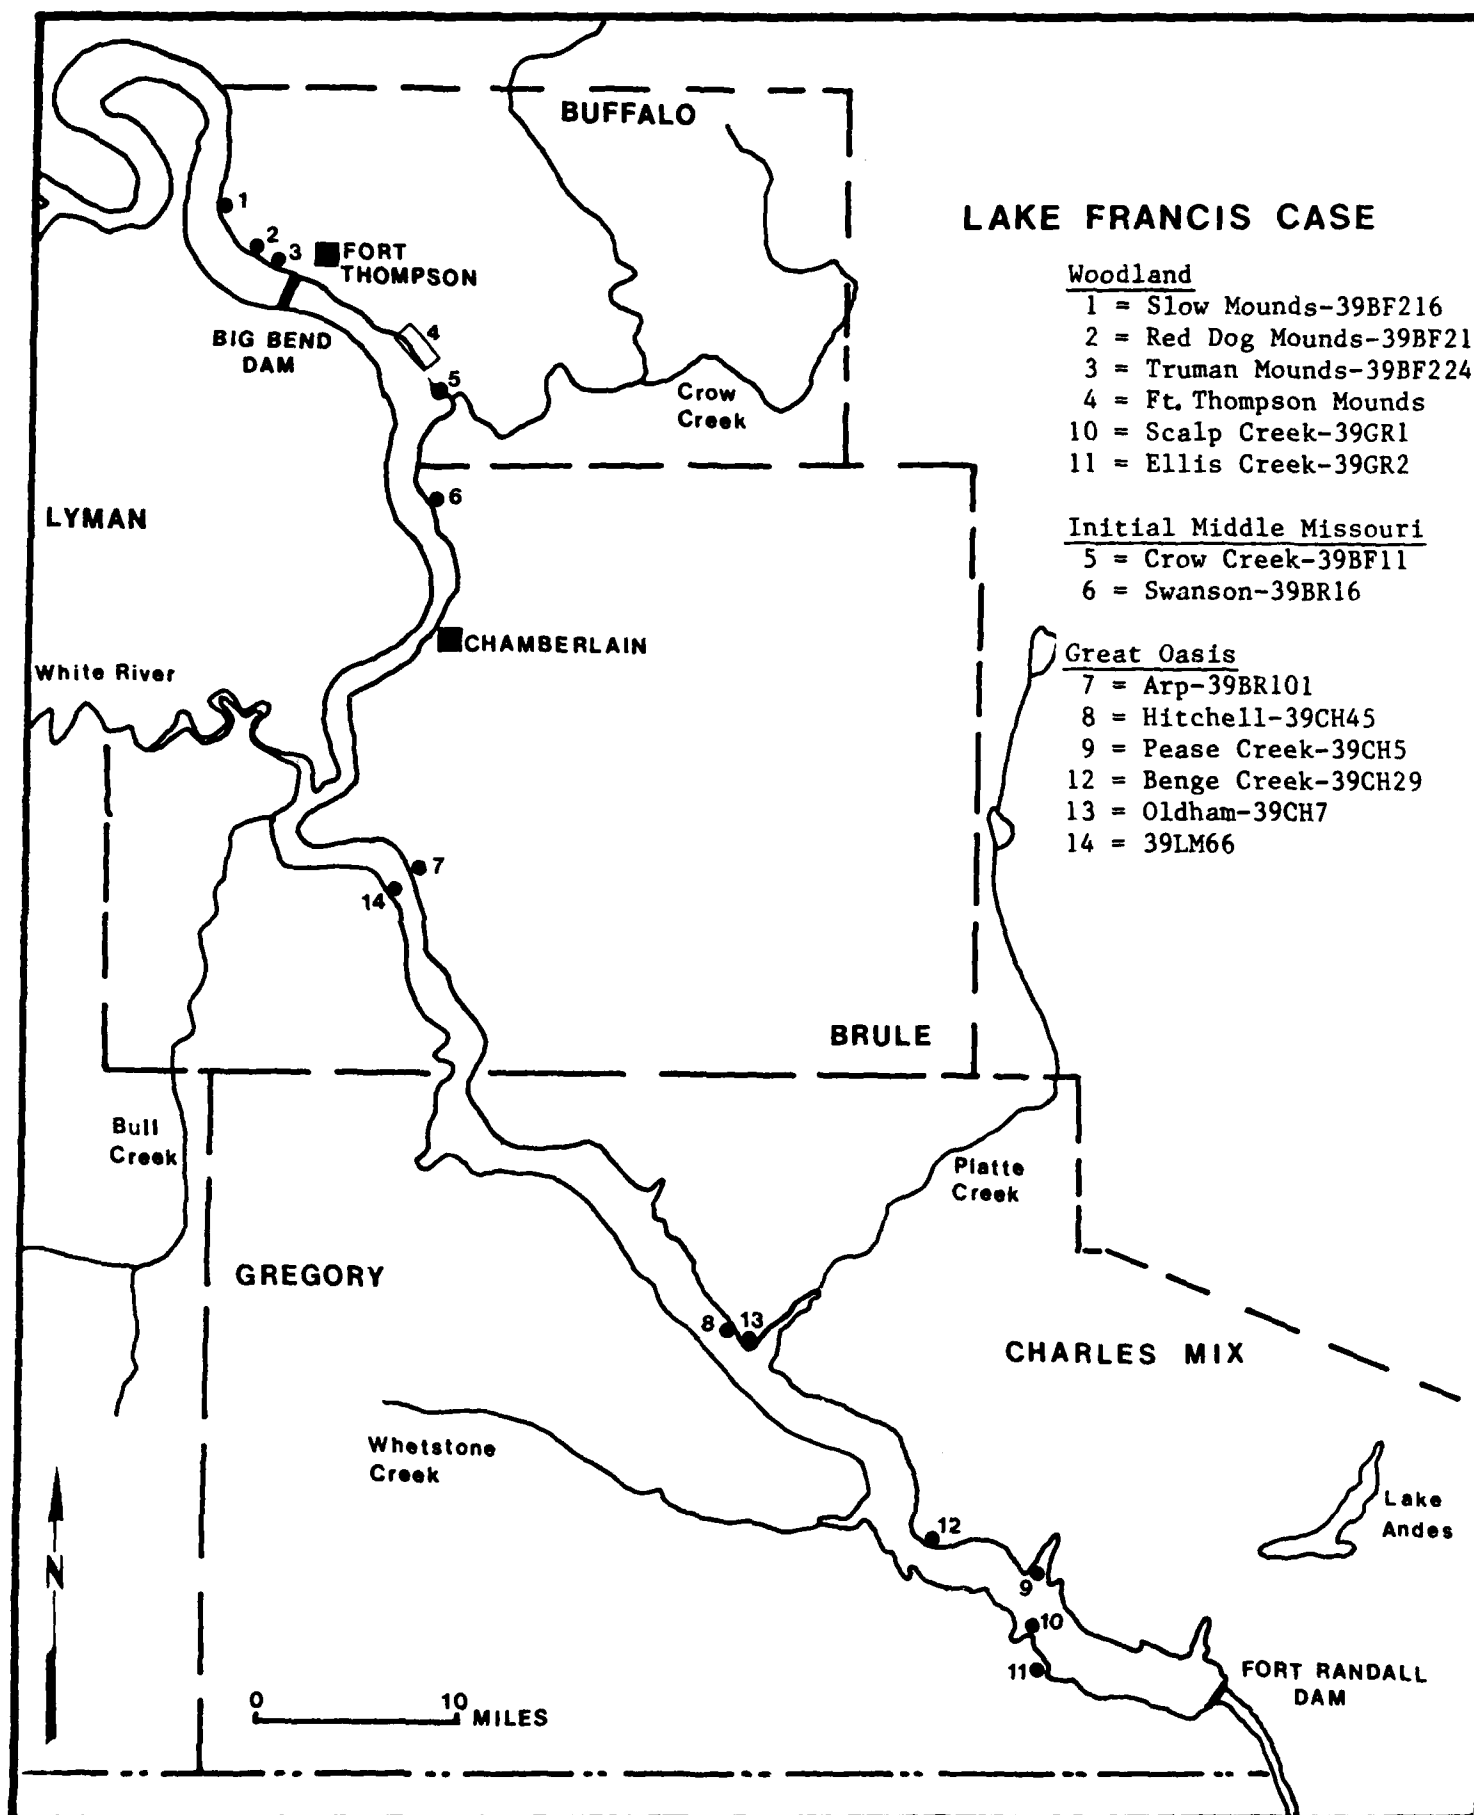 BUFFALO
LAKE FRANCIS CASE
Woodland
1 = Slow Mounds-39BF216
2 = Red Dog Mounds-39BF21
3 = Truman Mounds-39BF224
4 = Ft. Thompson Mounds
10 = Scalp Creek-39GR1
11 = Ellis Creek-39GR2
Initial Middle Missouri
5 = Crow Creek-39BF11
6 = Swanson-39BR16
Great Oasis
7 = Arp-39BR101
8 = Hitchell-39CH45
9 = Pease Creek-39CH5
12 = Benge Creek-39CH29
13 = Oldham-39CH7
14 = 39LM66
1
2
3
FORT
THOMPSON
BIG BEND
DAM
4
5
Crow
Creek
6
LYMAN
CHAMBERLAIN
White River
7
14
BRULE
Bull
Creek
Platte
Creek
GREGORY
8
13
CHARLES MIX
Whetstone
Creek
Lake
Andes
12
9
10
11
FORT RANDALL
DAM
N
0 10
MILES